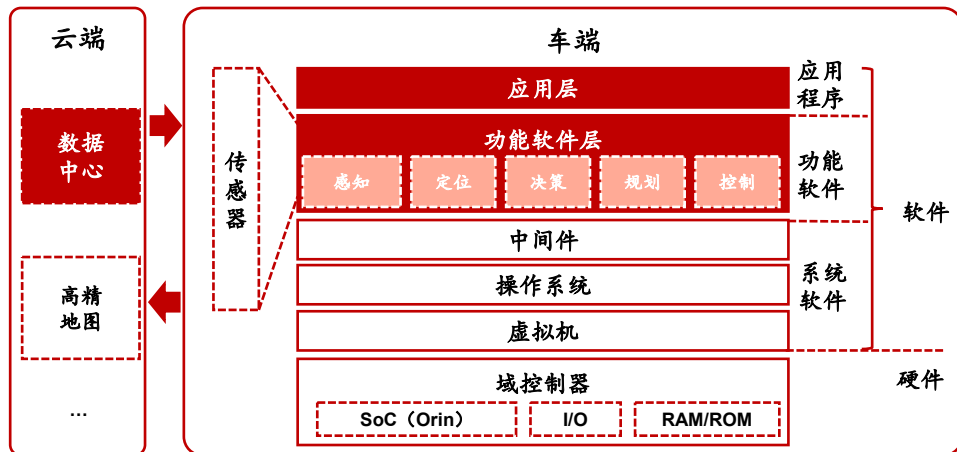 云端
数据
中心
高精
地图
…
车端
传
感
器
应用层
功能软件层
感知
定位
决策
规划
控制
中间件
操作系统
虚拟机
域控制器
SoC（Orin）
I/O
RAM/ROM
应用
程序
功能
软件
系统
软件
软件
硬件